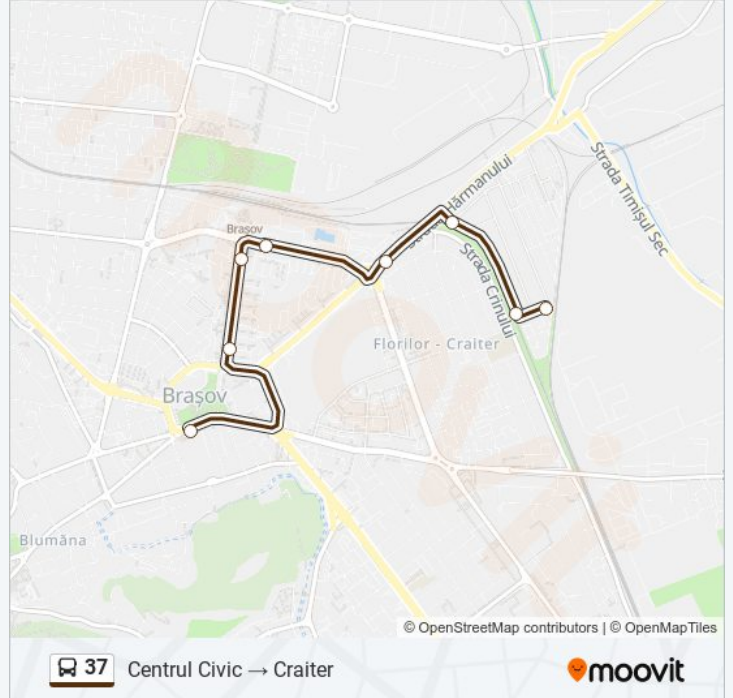 Strada Hărmanului
Strada Timișul Sec
Brașov
Strada Crinului
Florilor - Craiter
Brașov
Blumăna
© OpenStreetMap contributors | © OpenMapTiles
37 Centrul Civic → Craiter
moovit